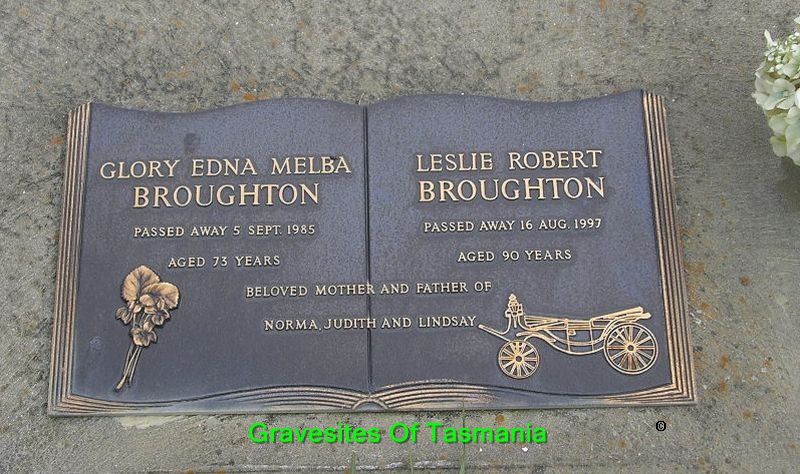 GLORY EDNA MELBA
BROUGHTON
PASSED AWAY 5 SEPT. 1985
AGED 73 YEARS
LESLIE ROBERT
BROUGHTON
PASSED AWAY 16 AUG. 1997
AGED 90 YEARS
BELOVED MOTHER AND FATHER OF
NORMA, JUDITH AND LINDSAY
Gravesites Of Tasmania
©